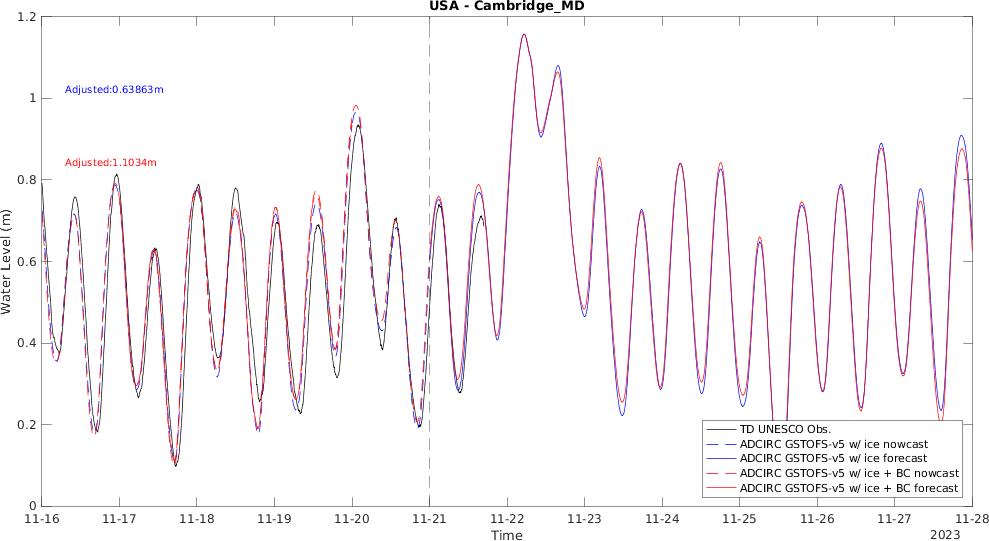 USA - Cambridge_MD
1.2
1
0.8
0.6
0.4
0.2
0
Water Level (m)
Adjusted:0.63863m
Adjusted:1.1034m
TD UNESCO Obs.
ADCIRC GSTOFS-v5 w/ ice nowcast
ADCIRC GSTOFS-v5 w/ ice forecast
ADCIRC GSTOFS-v5 w/ ice + BC nowcast
ADCIRC GSTOFS-v5 w/ ice + BC forecast
11-16 11-17 11-18 11-19 11-20 11-21 11-22 11-23 11-24 11-25 11-26 11-27 11-28
Time
2023